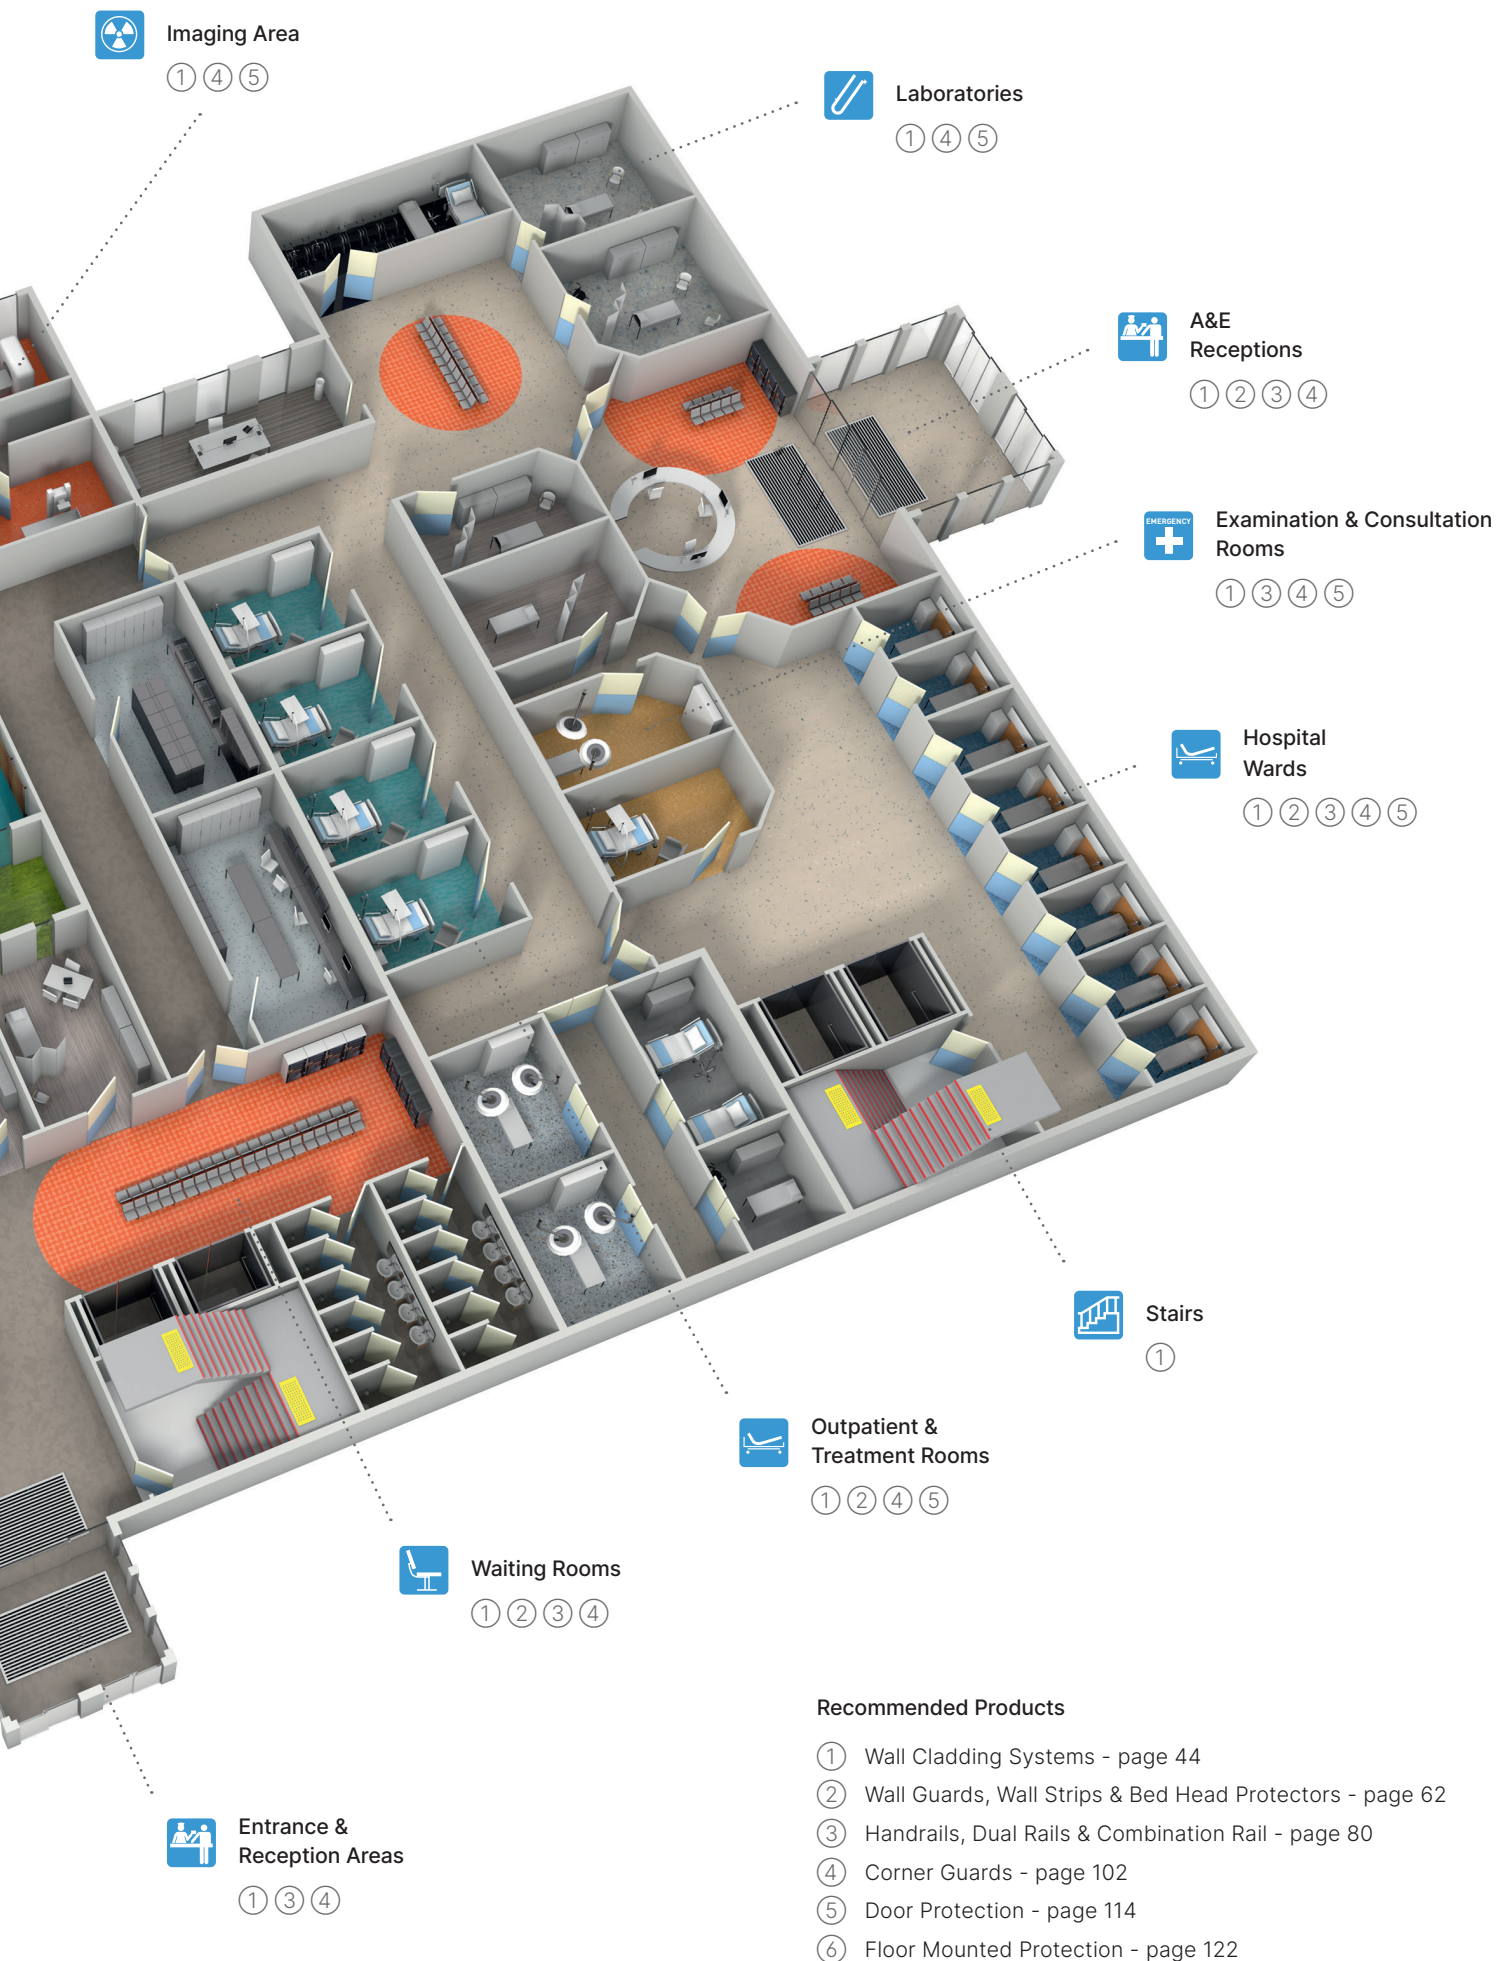 Imaging Area
① ④ ⑤
Laboratories
① ④ ⑤
A&E
Receptions
① ② ③ ④
EMERGENCY
Examination & Consultation
Rooms
① ③ ④ ⑤
Hospital
Wards
① ② ③ ④ ⑤
Stairs
①
Outpatient &
Treatment Rooms
① ② ④ ⑤
Waiting Rooms
① ② ③ ④
Entrance &
Reception Areas
① ③ ④
Recommended Products
① Wall Cladding Systems - page 44
② Wall Guards, Wall Strips & Bed Head Protectors - page 62
③ Handrails, Dual Rails & Combination Rail - page 80
④ Corner Guards - page 102
⑤ Door Protection - page 114
⑥ Floor Mounted Protection - page 122